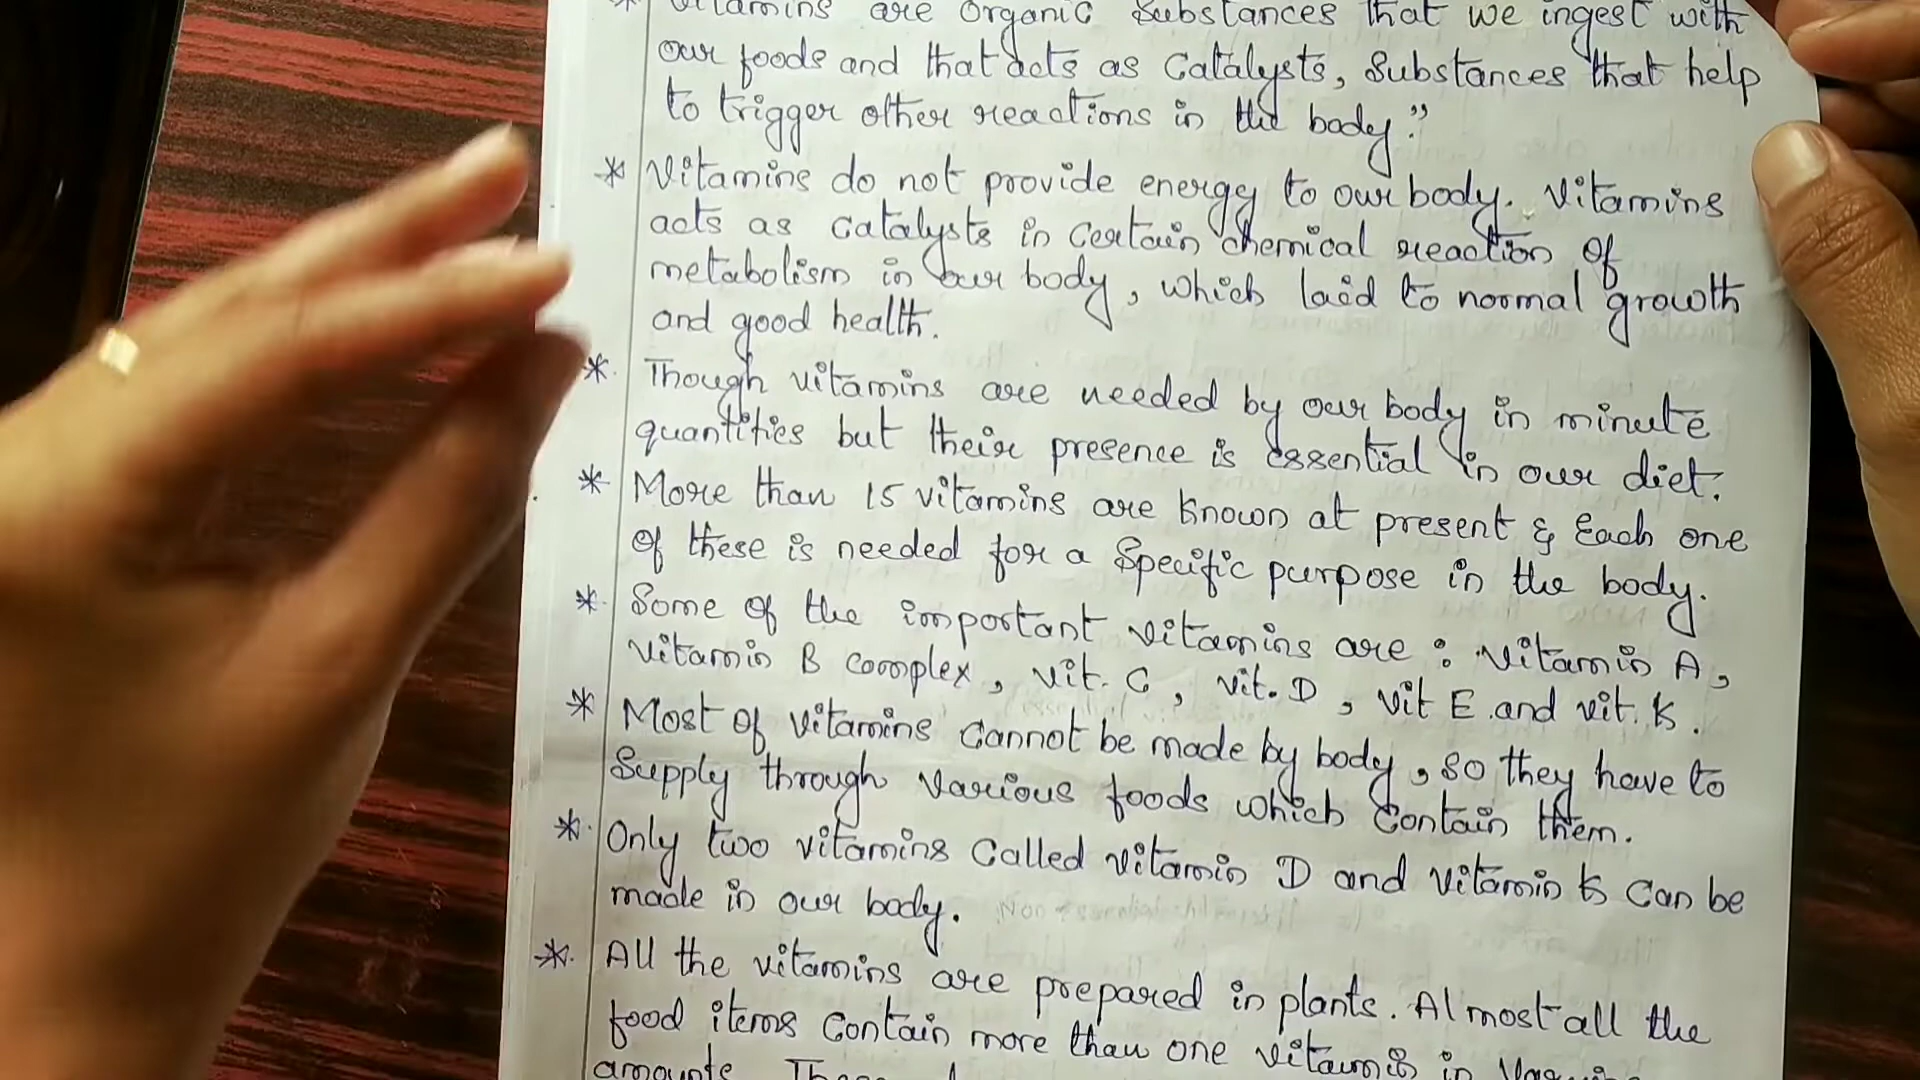 * Vitamins are organic substances that we ingest with
our foods and that acts as catalysts, substances that help
to trigger other reactions in the body."
* Vitamins do not provide energy to our body. Vitamins
acts as catalysts in certain chemical reaction of
metabolism in our body, which laid to normal growth
and good health.
* Though vitamins are needed by our body in minute
quantities but their presence is essential in our diet.
* More than 15 vitamins are known at present & Each one
of these is needed for a specific purpose in the body.
* Some of the important vitamins are : vitamin A,
vitamin B complex, vit. C, vit. D, vit E and vit. K.
* Most of vitamins cannot be made by body, so they have to
supply through various foods which contain them.
* Only two vitamins called vitamin D and vitamin K can be
made in our body.
* All the vitamins are prepared in plants. Almost all the
food items contain more than one vitamin in
amounts.